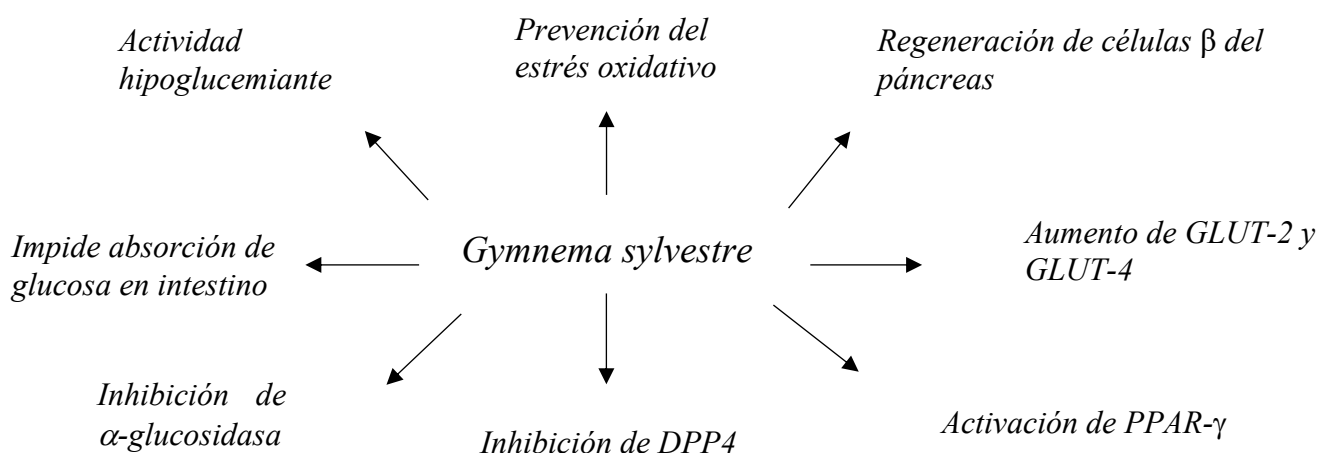 Actividad
hipoglucemiante
Prevención del
estrés oxidativo
Regeneración de células β del
páncreas
Impide absorción de
glucosa en intestino
Gymnema sylvestre
Aumento de GLUT-2 y
GLUT-4
Inhibición de
α-glucosidasa
Inhibición de DPP4
Activación de PPAR-γ